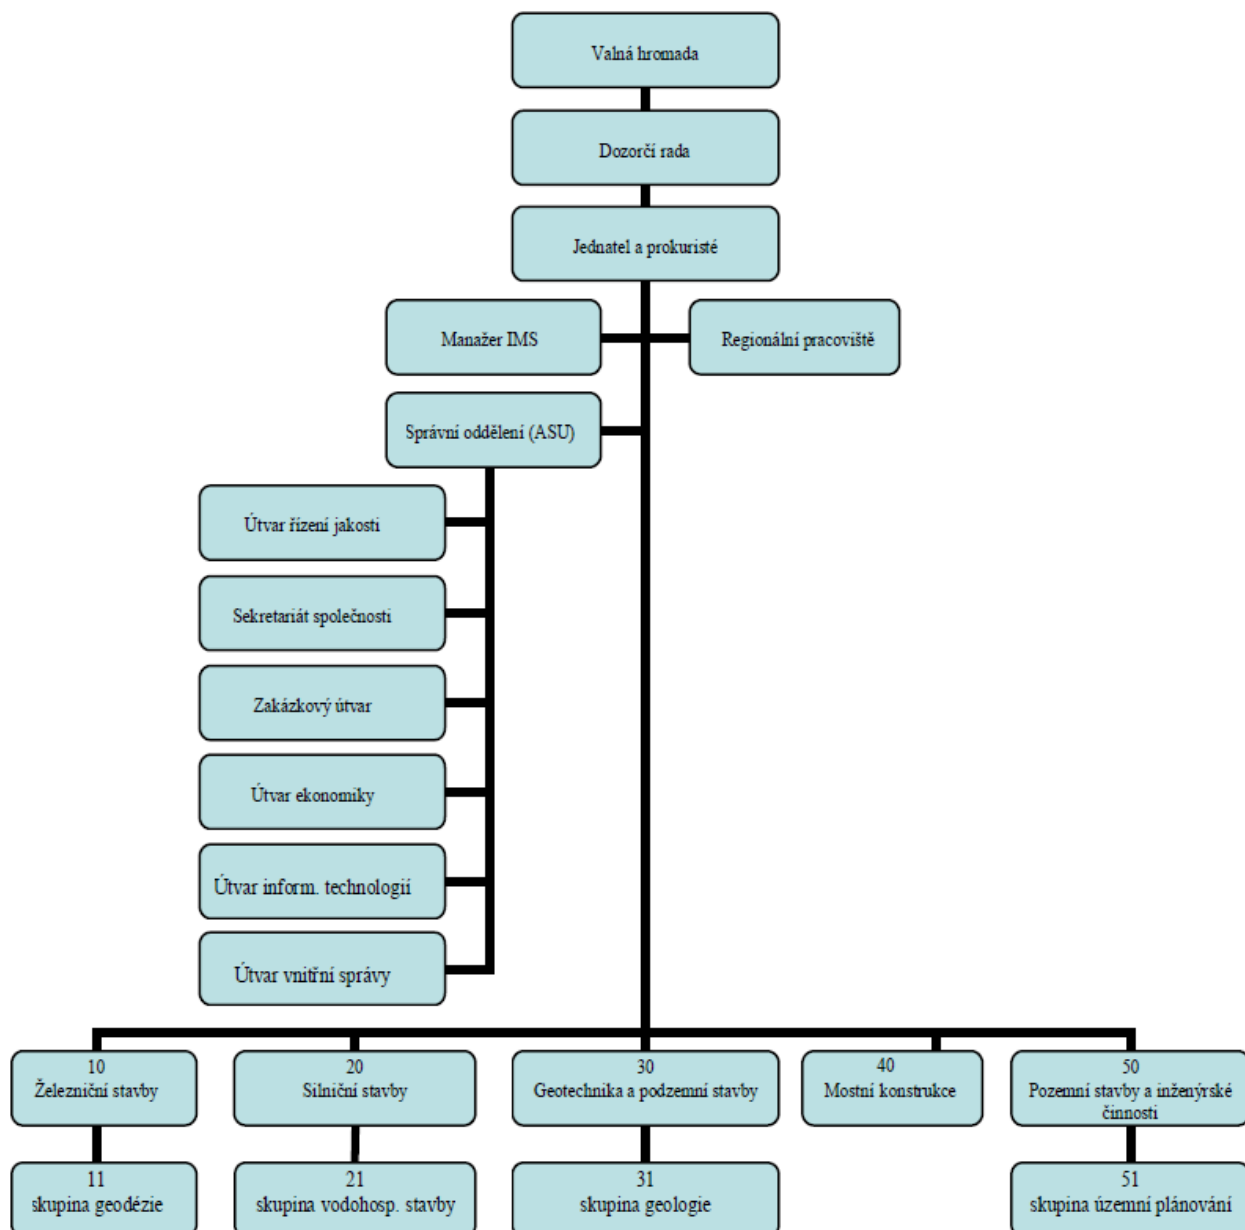 Valná hromada
Dozorčí rada
Jednatel a prokuristé
Manažer IMS
Regionální pracoviště
Správní oddělení (ASU)
Útvar řízení jakosti
Sekretariát společnosti
Zakázkový útvar
Útvar ekonomiky
Útvar inform. technologií
Útvar vnitřní správy
10
Železniční stavby
20
Silniční stavby
30
Geotechnika a podzemní stavby
40
Mostní konstrukce
50
Pozemní stavby a inženýrské
činnosti
11
skupina geodézie
21
skupina vodohosp. stavby
31
skupina geologie
51
skupina územní plánování